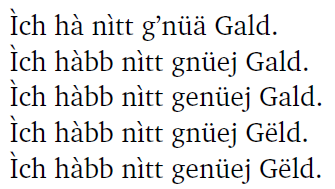 Ìch hà nìtt g’nüä Gald.
Ìch hàbb nìtt gnüej Gald.
Ìch hàbb nìtt genüej Gald.
Ìch hàbb nìtt gnüej Gëld.
Ìch hàbb nìtt genüej Gëld.